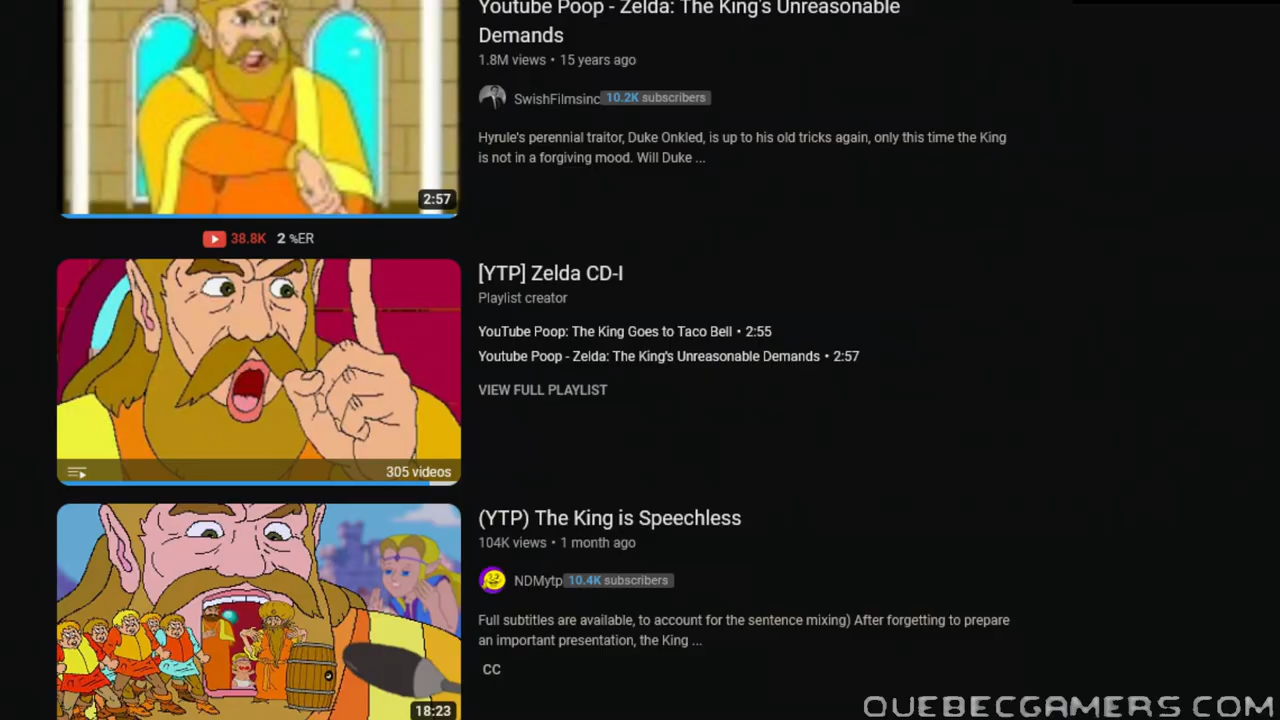 Youtube Poop - Zelda: The King's Unreasonable
Demands
1.8M views • 15 years ago
SwishFilmsinc 10.2K subscribers
Hyrule's perennial traitor, Duke Onkled, is up to his old tricks again, only this time the King
is not in a forgiving mood. Will Duke ...
2:57
38.8K 2 %ER
[YTP] Zelda CD-I
Playlist creator
YouTube Poop: The King Goes to Taco Bell • 2:55
Youtube Poop - Zelda: The King's Unreasonable Demands • 2:57
VIEW FULL PLAYLIST
305 videos
(YTP) The King is Speechless
104K views • 1 month ago
NDMytp 10.4K subscribers
Full subtitles are available, to account for the sentence mixing) After forgetting to prepare
an important presentation, the King ...
CC
18:23
QUEBECGAMERS.COM